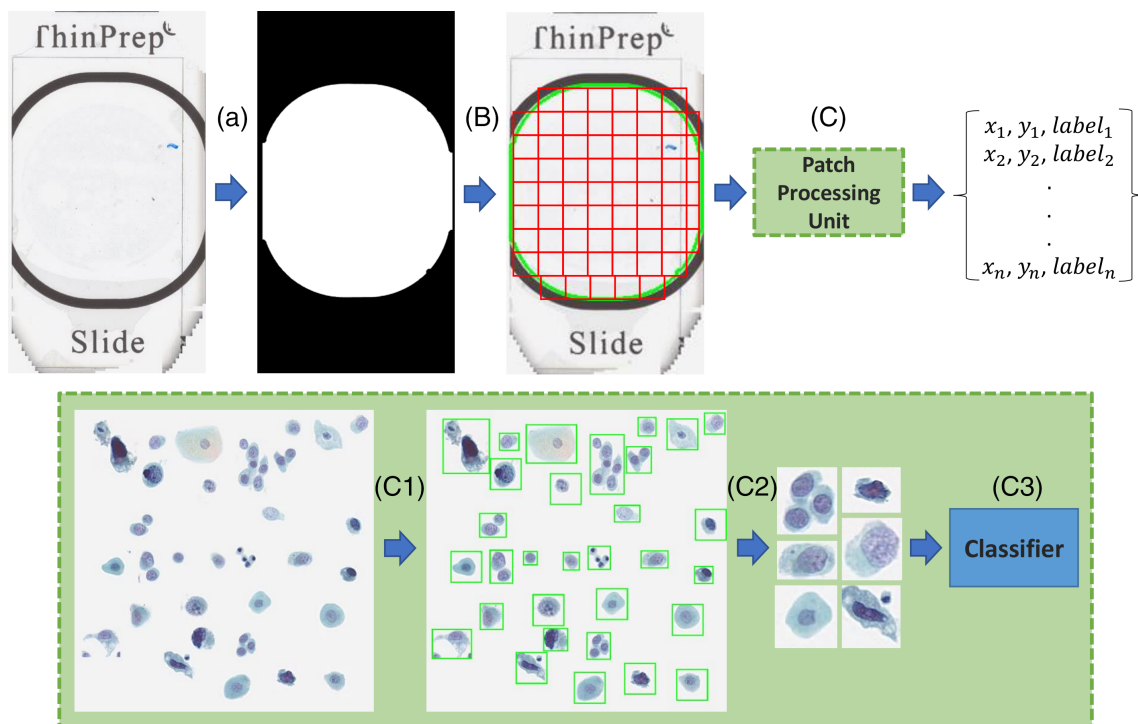 ThinPrep
ThinPrep
(a)
(B)
(C)
Patch
Processing
Unit
x₁, y₁, label₁
x₂, y₂, label₂
.
.
.
xₙ, yₙ, labelₙ
Slide
Slide
(C1)
(C2)
(C3)
Classifier